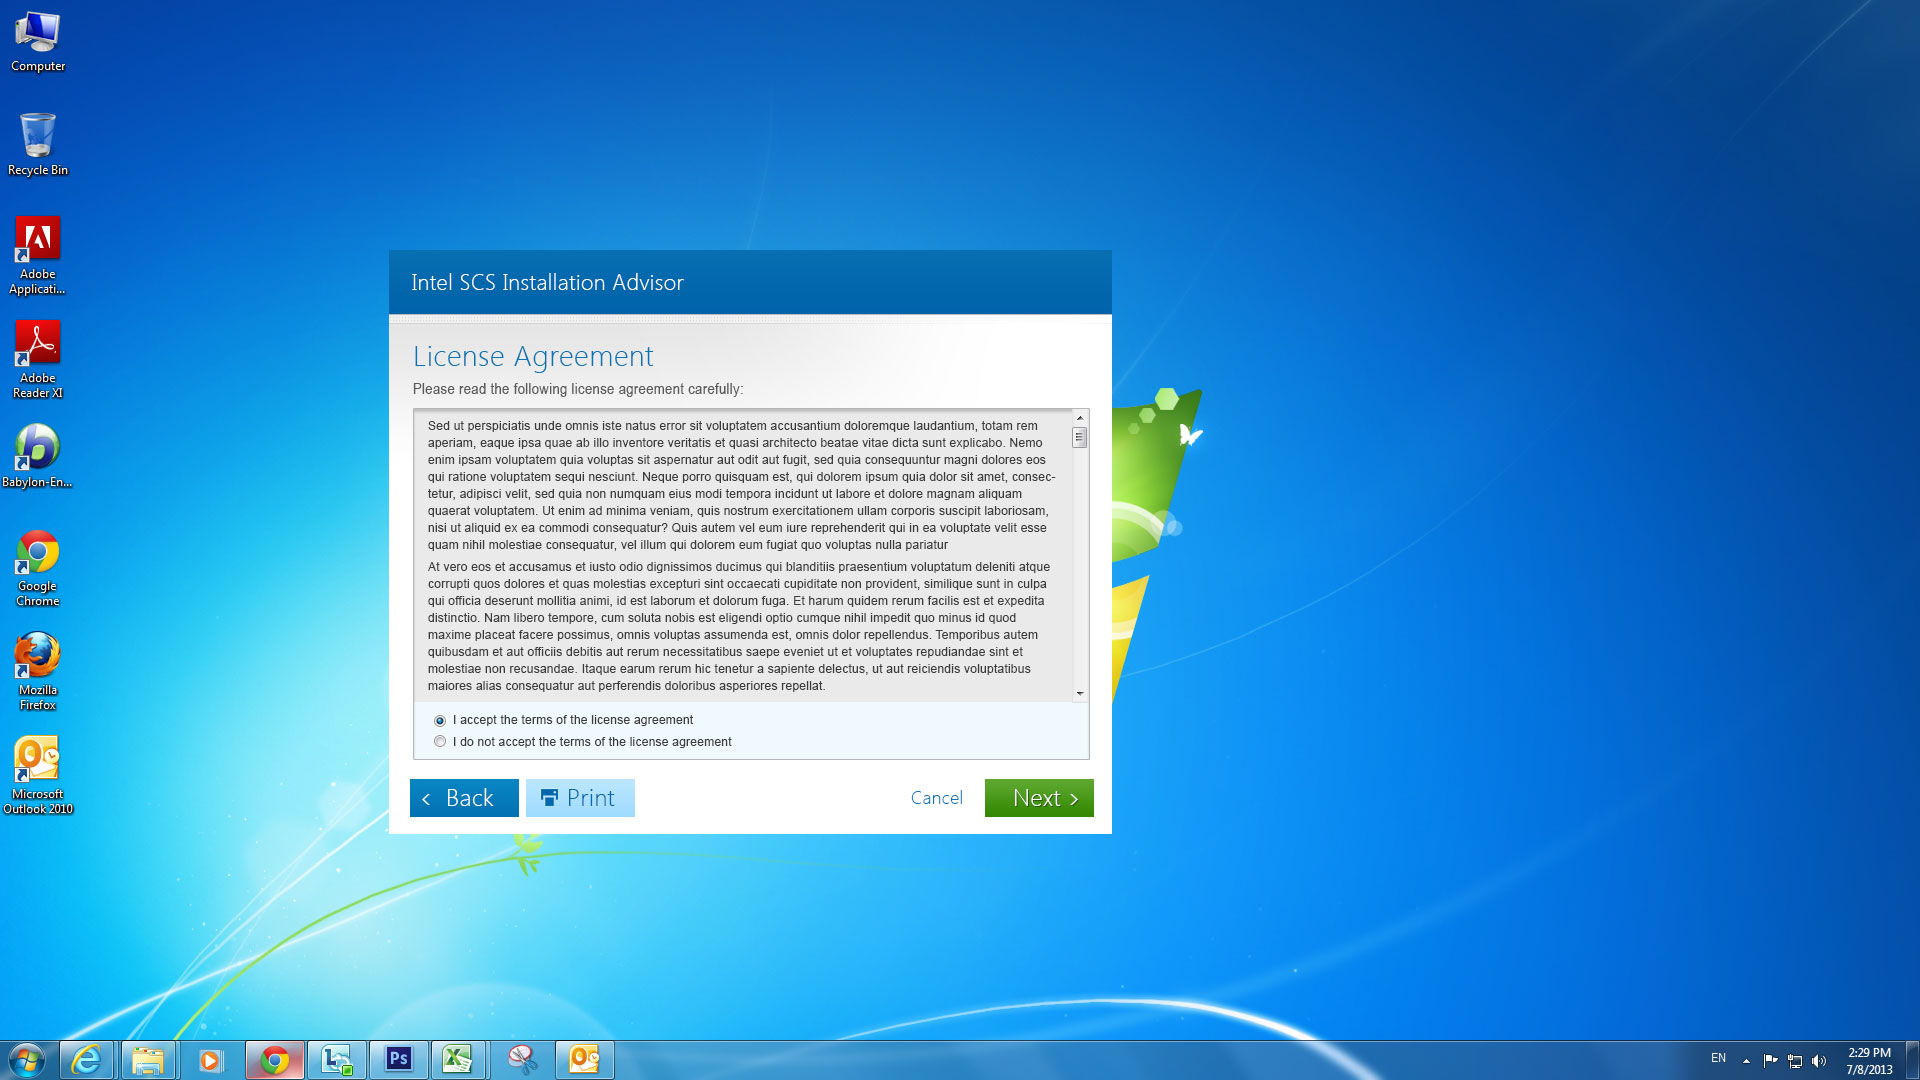 Computer
Recycle Bin
Adobe
Applicati...
Adobe
Reader XI
Babylon-En...
Google
Chrome
Mozilla
Firefox
Microsoft
Outlook 2010
Intel SCS Installation Advisor
License Agreement
Please read the following license agreement carefully:
Sed ut perspiciatis unde omnis iste natus error sit voluptatem accusantium doloremque laudantium, totam rem
aperiam, eaque ipsa quae ab illo inventore veritatis et quasi architecto beatae vitae dicta sunt explicabo. Nemo
enim ipsam voluptatem quia voluptas sit aspernatur aut odit aut fugit, sed quia consequuntur magni dolores eos
qui ratione voluptatem sequi nesciunt. Neque porro quisquam est, qui dolorem ipsum quia dolor sit amet, consec-
tetur, adipisci velit, sed quia non numquam eius modi tempora incidunt ut labore et dolore magnam aliquam
quaerat voluptatem. Ut enim ad minima veniam, quis nostrum exercitationem ullam corporis suscipit laboriosam,
nisi ut aliquid ex ea commodi consequatur? Quis autem vel eum iure reprehenderit qui in ea voluptate velit esse
quam nihil molestiae consequatur, vel illum qui dolorem eum fugiat quo voluptas nulla pariatur
At vero eos et accusamus et iusto odio dignissimos ducimus qui blanditiis praesentium voluptatum deleniti atque
corrupti quos dolores et quas molestias excepturi sint occaecati cupiditate non provident, similique sunt in culpa
qui officia deserunt mollitia animi, id est laborum et dolorum fuga. Et harum quidem rerum facilis est et expedita
distinctio. Nam libero tempore, cum soluta nobis est eligendi optio cumque nihil impedit quo minus id quod
maxime placeat facere possimus, omnis voluptas assumenda est, omnis dolor repellendus. Temporibus autem
quibusdam et aut officiis debitis aut rerum necessitatibus saepe eveniet ut et voluptates repudiandae sint et
molestiae non recusandae. Itaque earum rerum hic tenetur a sapiente delectus, ut aut reiciendis voluptatibus
maiores alias consequatur aut perferendis doloribus asperiores repellat.
I accept the terms of the license agreement
I do not accept the terms of the license agreement
Back
Print
Cancel
Next
Ps
EN
2:29 PM
7/8/2013